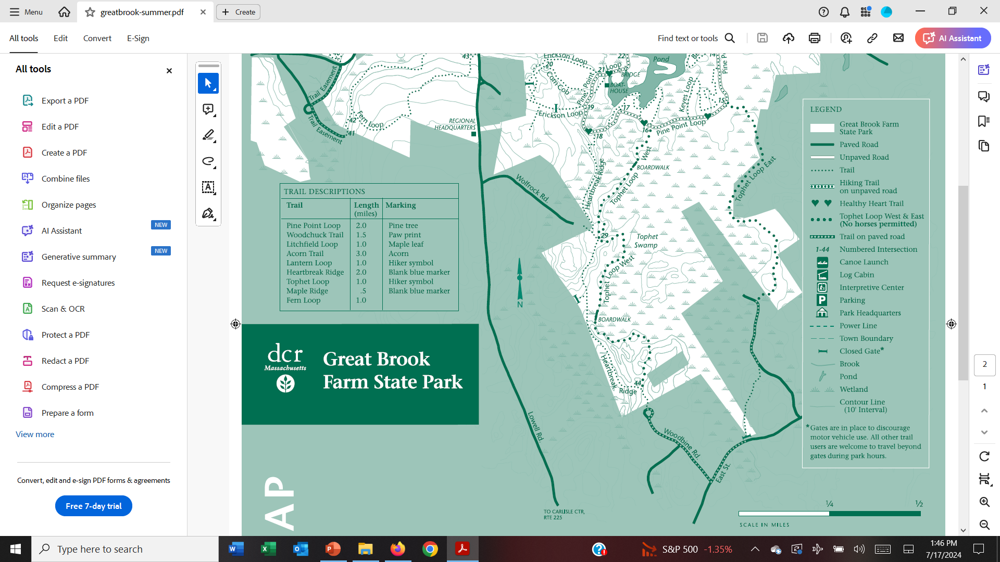 Menu
greatbrook-summer.pdf
Create
All tools
Edit
Convert
E-Sign
Find text or tools
AI Assistant
All tools
Export a PDF
Edit a PDF
Create a PDF
Combine files
Organize pages
AI Assistant
NEW
Generative summary
NEW
Request e-signatures
Scan & OCR
Protect a PDF
Redact a PDF
Compress a PDF
Prepare a form
View more
Convert, edit and e-sign PDF forms & agreements
Free 7-day trial
43
Erickson Loop
20
22
21
Loop
BRIDGE
BOAT-
HOUSE
Pond
14
Pine P
Corn Cob
Pine Point
19
17
Keyes Loop
15
Trail Easement
Trail Easement
42
41
Fern Loop
REGIONAL
HEADQUARTERS
Erickson Loop
18
16
Pine Point Loop
West
BOARDWALK
Tophet Loop
Heartbreak Ridge
Tophet Loop East
Wolfrock Rd.
29
Tophet
Swamp
Tophet Loop West
BOARDWALK
N
Heartbreak
Ridge
44
Woodbine Rd.
East St.
Lowell Rd.
TO CARLISLE CTR,
RTE 225
TRAIL DESCRIPTIONS
Trail Length (miles) Marking
Pine Point Loop 2.0 Pine tree
Woodchuck Trail 1.5 Paw print
Litchfield Loop 1.0 Maple leaf
Acorn Trail 3.0 Acorn
Lantern Loop 1.0 Hiker symbol
Heartbreak Ridge 2.0 Blank blue marker
Tophet Loop 1.0 Hiker symbol
Maple Ridge .5 Blank blue marker
Fern Loop 1.0
dcr
Massachusetts
Great Brook
Farm State Park
AP
LEGEND
Great Brook Farm
State Park
Paved Road
Unpaved Road
Trail
Hiking Trail
on unpaved road
Healthy Heart Trail
Tophet Loop West & East
(No horses permitted)
Trail on paved road
1-44 Numbered Intersection
Canoe Launch
Log Cabin
Interpretive Center
P Parking
Park Headquarters
Power Line
Town Boundary
Closed Gate*
Brook
Pond
Wetland
Contour Line
(10' Interval)
*Gates are in place to discourage
motor vehicle use. All other trail
users are welcome to travel beyond
gates during park hours.
¼ ½
SCALE IN MILES
2
1
Type here to search
S&P 500 -1.35%
1:46 PM
7/17/2024